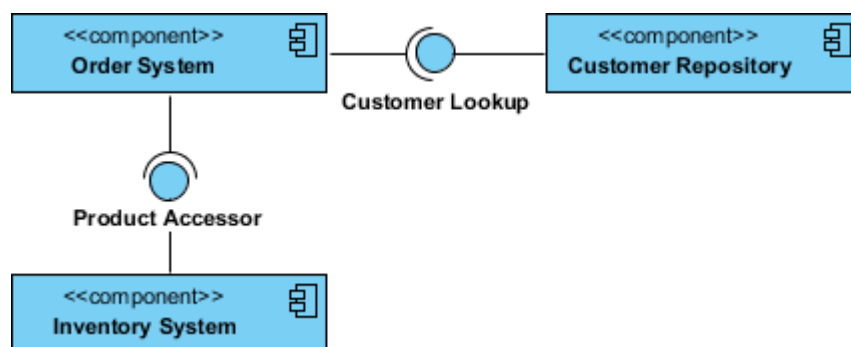 <<component>>
Order System
<<component>>
Customer Repository
Customer Lookup
Product Accessor
<<component>>
Inventory System